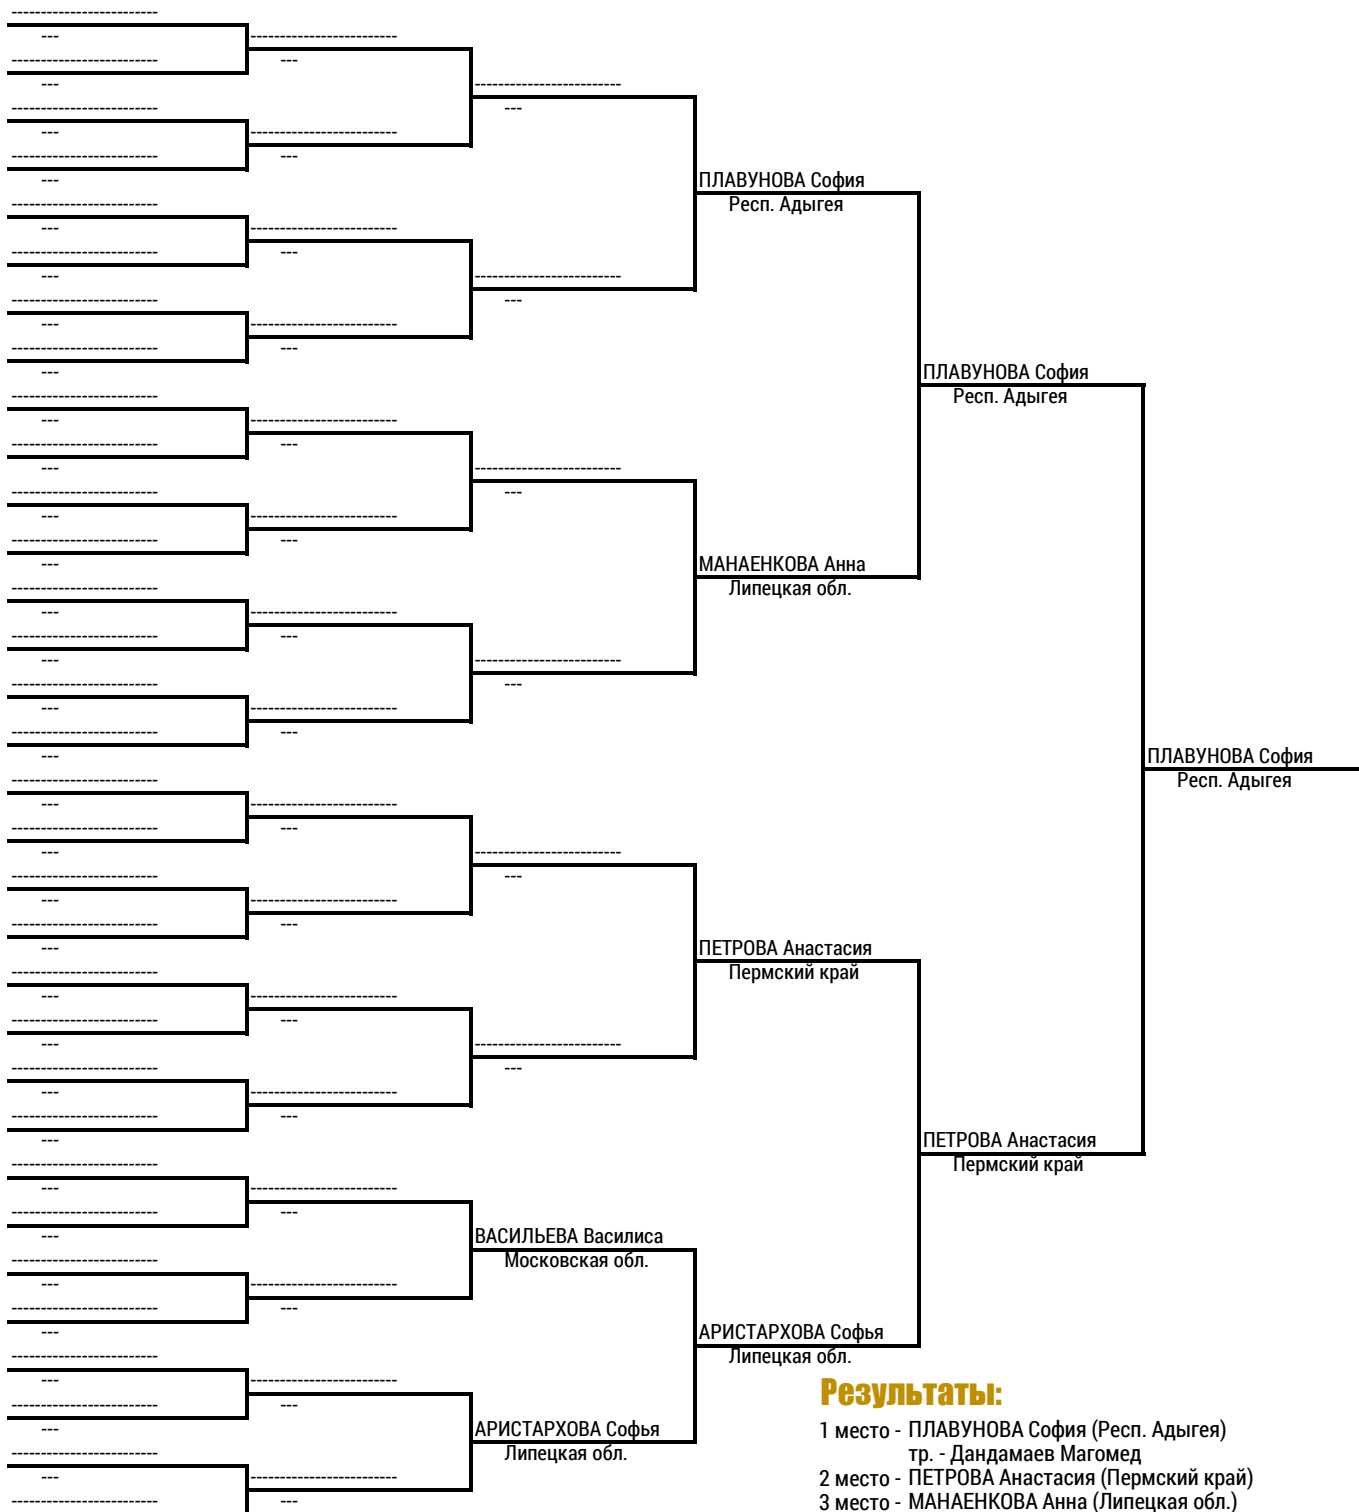 ПЛАВУНОВА София
Респ. Адыгея
ПЛАВУНОВА София
Респ. Адыгея
МАНАЕНКОВА Анна
Липецкая обл.
ПЛАВУНОВА София
Респ. Адыгея
ПЕТРОВА Анастасия
Пермский край
ПЕТРОВА Анастасия
Пермский край
ВАСИЛЬЕВА Василиса
Московская обл.
АРИСТАРХОВА Софья
Липецкая обл.
АРИСТАРХОВА Софья
Липецкая обл.
Результаты:
1 место - ПЛАВУНОВА София (Респ. Адыгея)
тр. - Дандамаев Магомед
2 место - ПЕТРОВА Анастасия (Пермский край)
3 место - МАНАЕНКОВА Анна (Липецкая обл.)